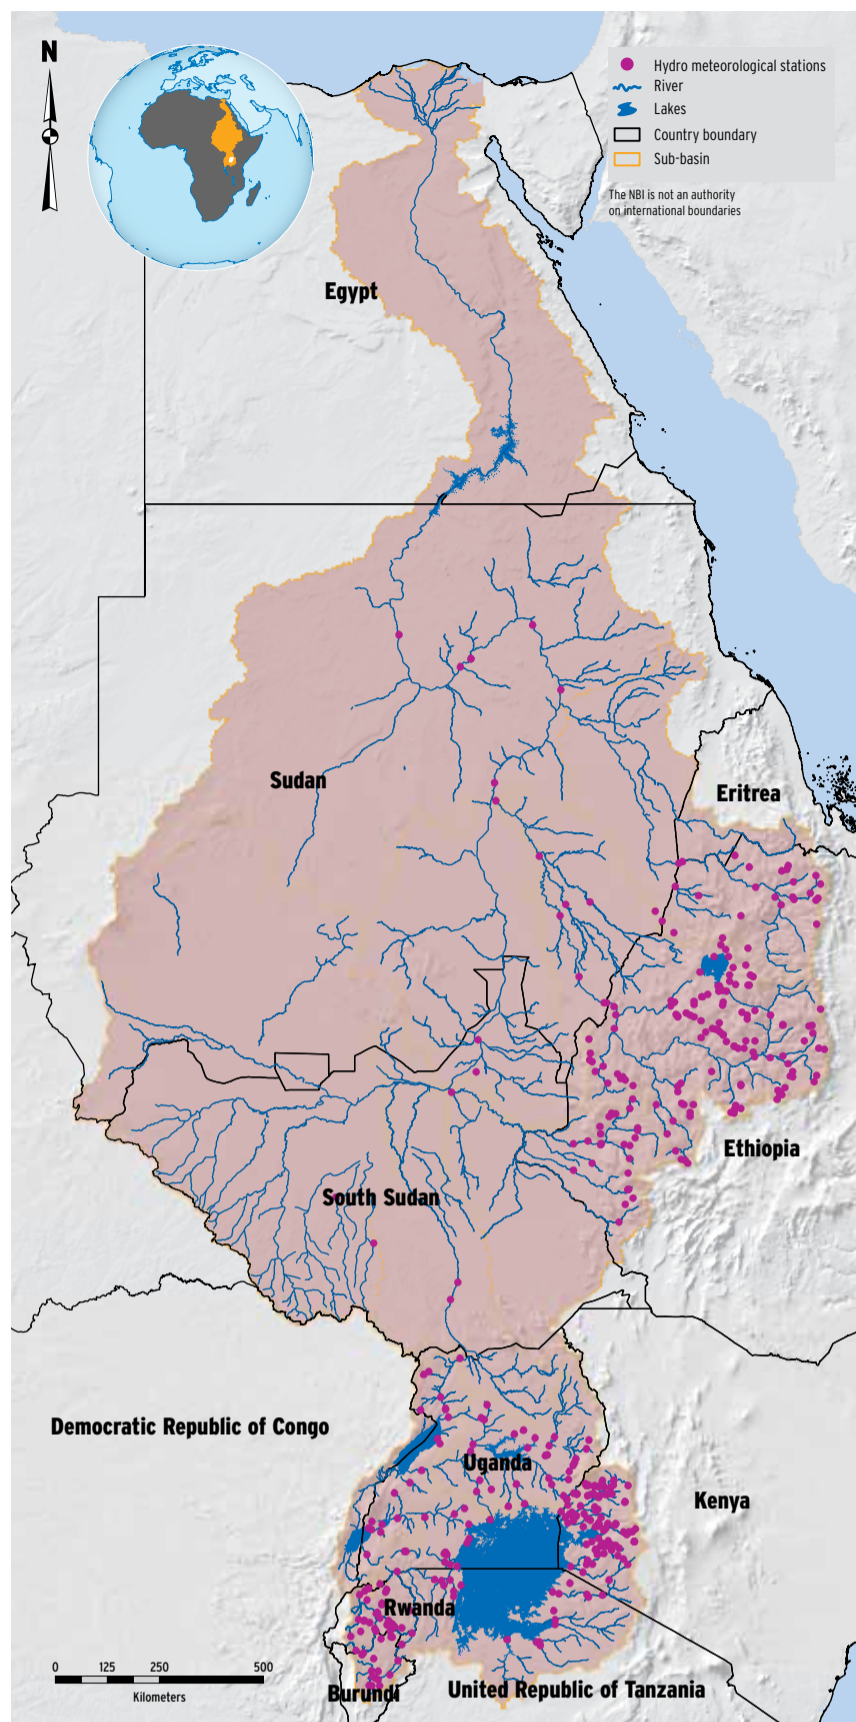 N
Hydro meteorological stations
River
Lakes
Country boundary
Sub-basin
The NBI is not an authority
on international boundaries
Egypt
Sudan
Eritrea
Ethiopia
South Sudan
Democratic Republic of Congo
Uganda
Kenya
Rwanda
Burundi
United Republic of Tanzania
0 125 250 500
Kilometers